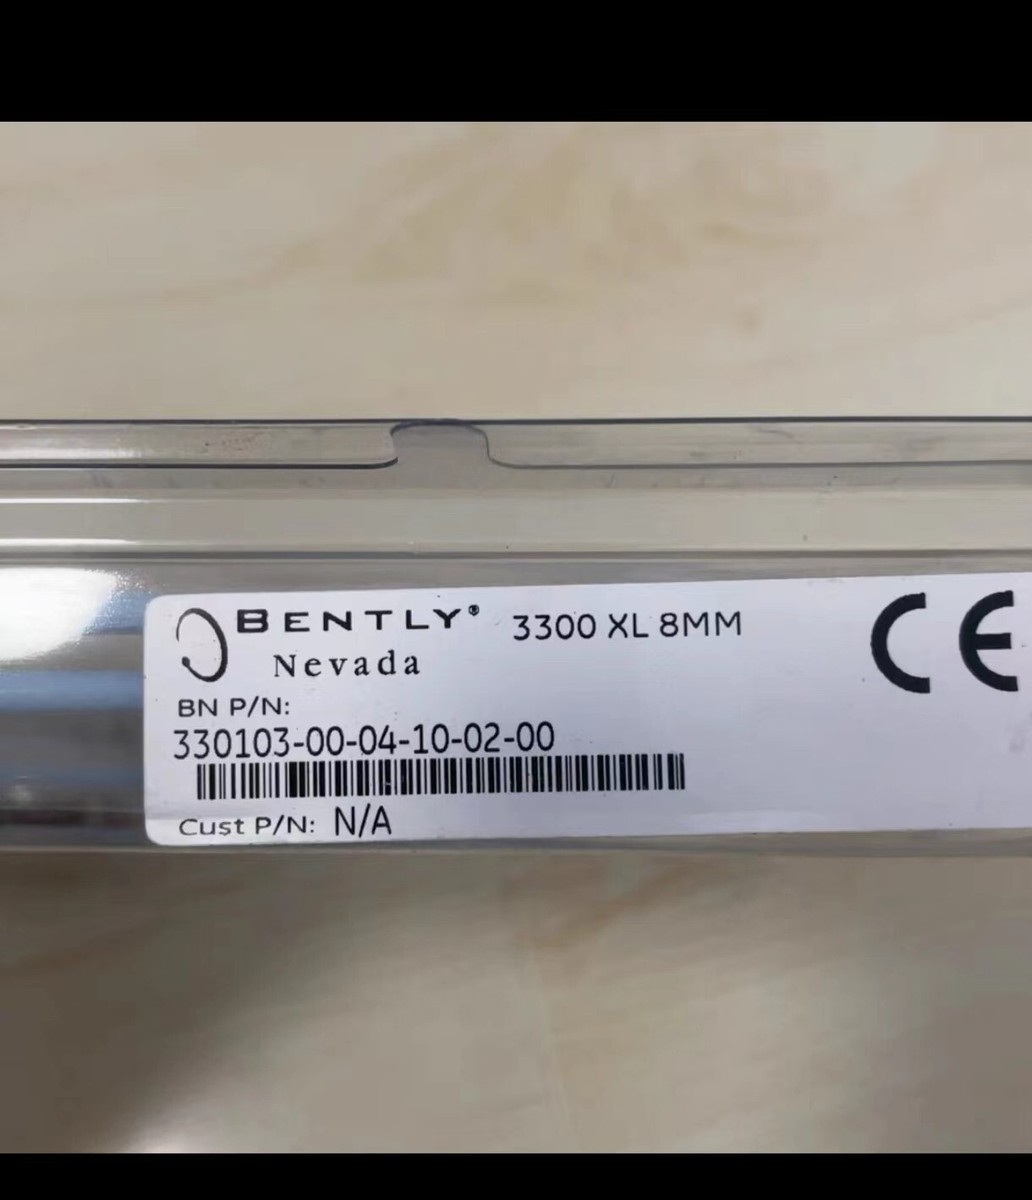 BENTLY® 3300 XL 8MM CE
Nevada
BN P/N:
330103-00-04-10-02-00
Cust P/N: N/A